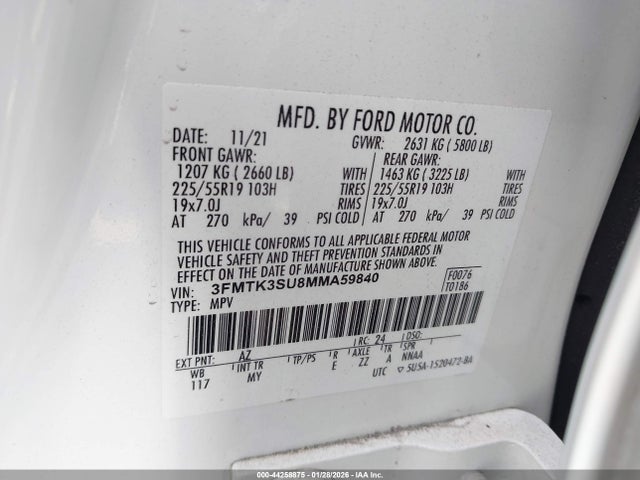 MFD. BY FORD MOTOR CO.
DATE: 11/21 GVWR: 2631 KG ( 5800 LB)
FRONT GAWR: REAR GAWR:
1207 KG ( 2660 LB) WITH 1463 KG ( 3225 LB) WITH
225/55R19 103H TIRES 225/55R19 103H TIRES
19x7.0J RIMS 19x7.0J RIMS
AT 270 kPa/ 39 PSI COLD AT 270 kPa/ 39 PSI COLD
THIS VEHICLE CONFORMS TO ALL APPLICABLE FEDERAL MOTOR
VEHICLE SAFETY AND THEFT PREVENTION STANDARDS IN
EFFECT ON THE DATE OF MANUFACTURE SHOWN ABOVE.
VIN: 3FMTK3SU8MMA59840 F0076
TYPE: MPV T0186
EXT PNT: AZ RC: 24 DSO:
WB INT TR TP/PS R AXLE TR SPR
117 MY E ZZ A NNAA
UTC 5USA-1520472-BA
000-44258875 - 01/28/2026 - © IAA Inc.